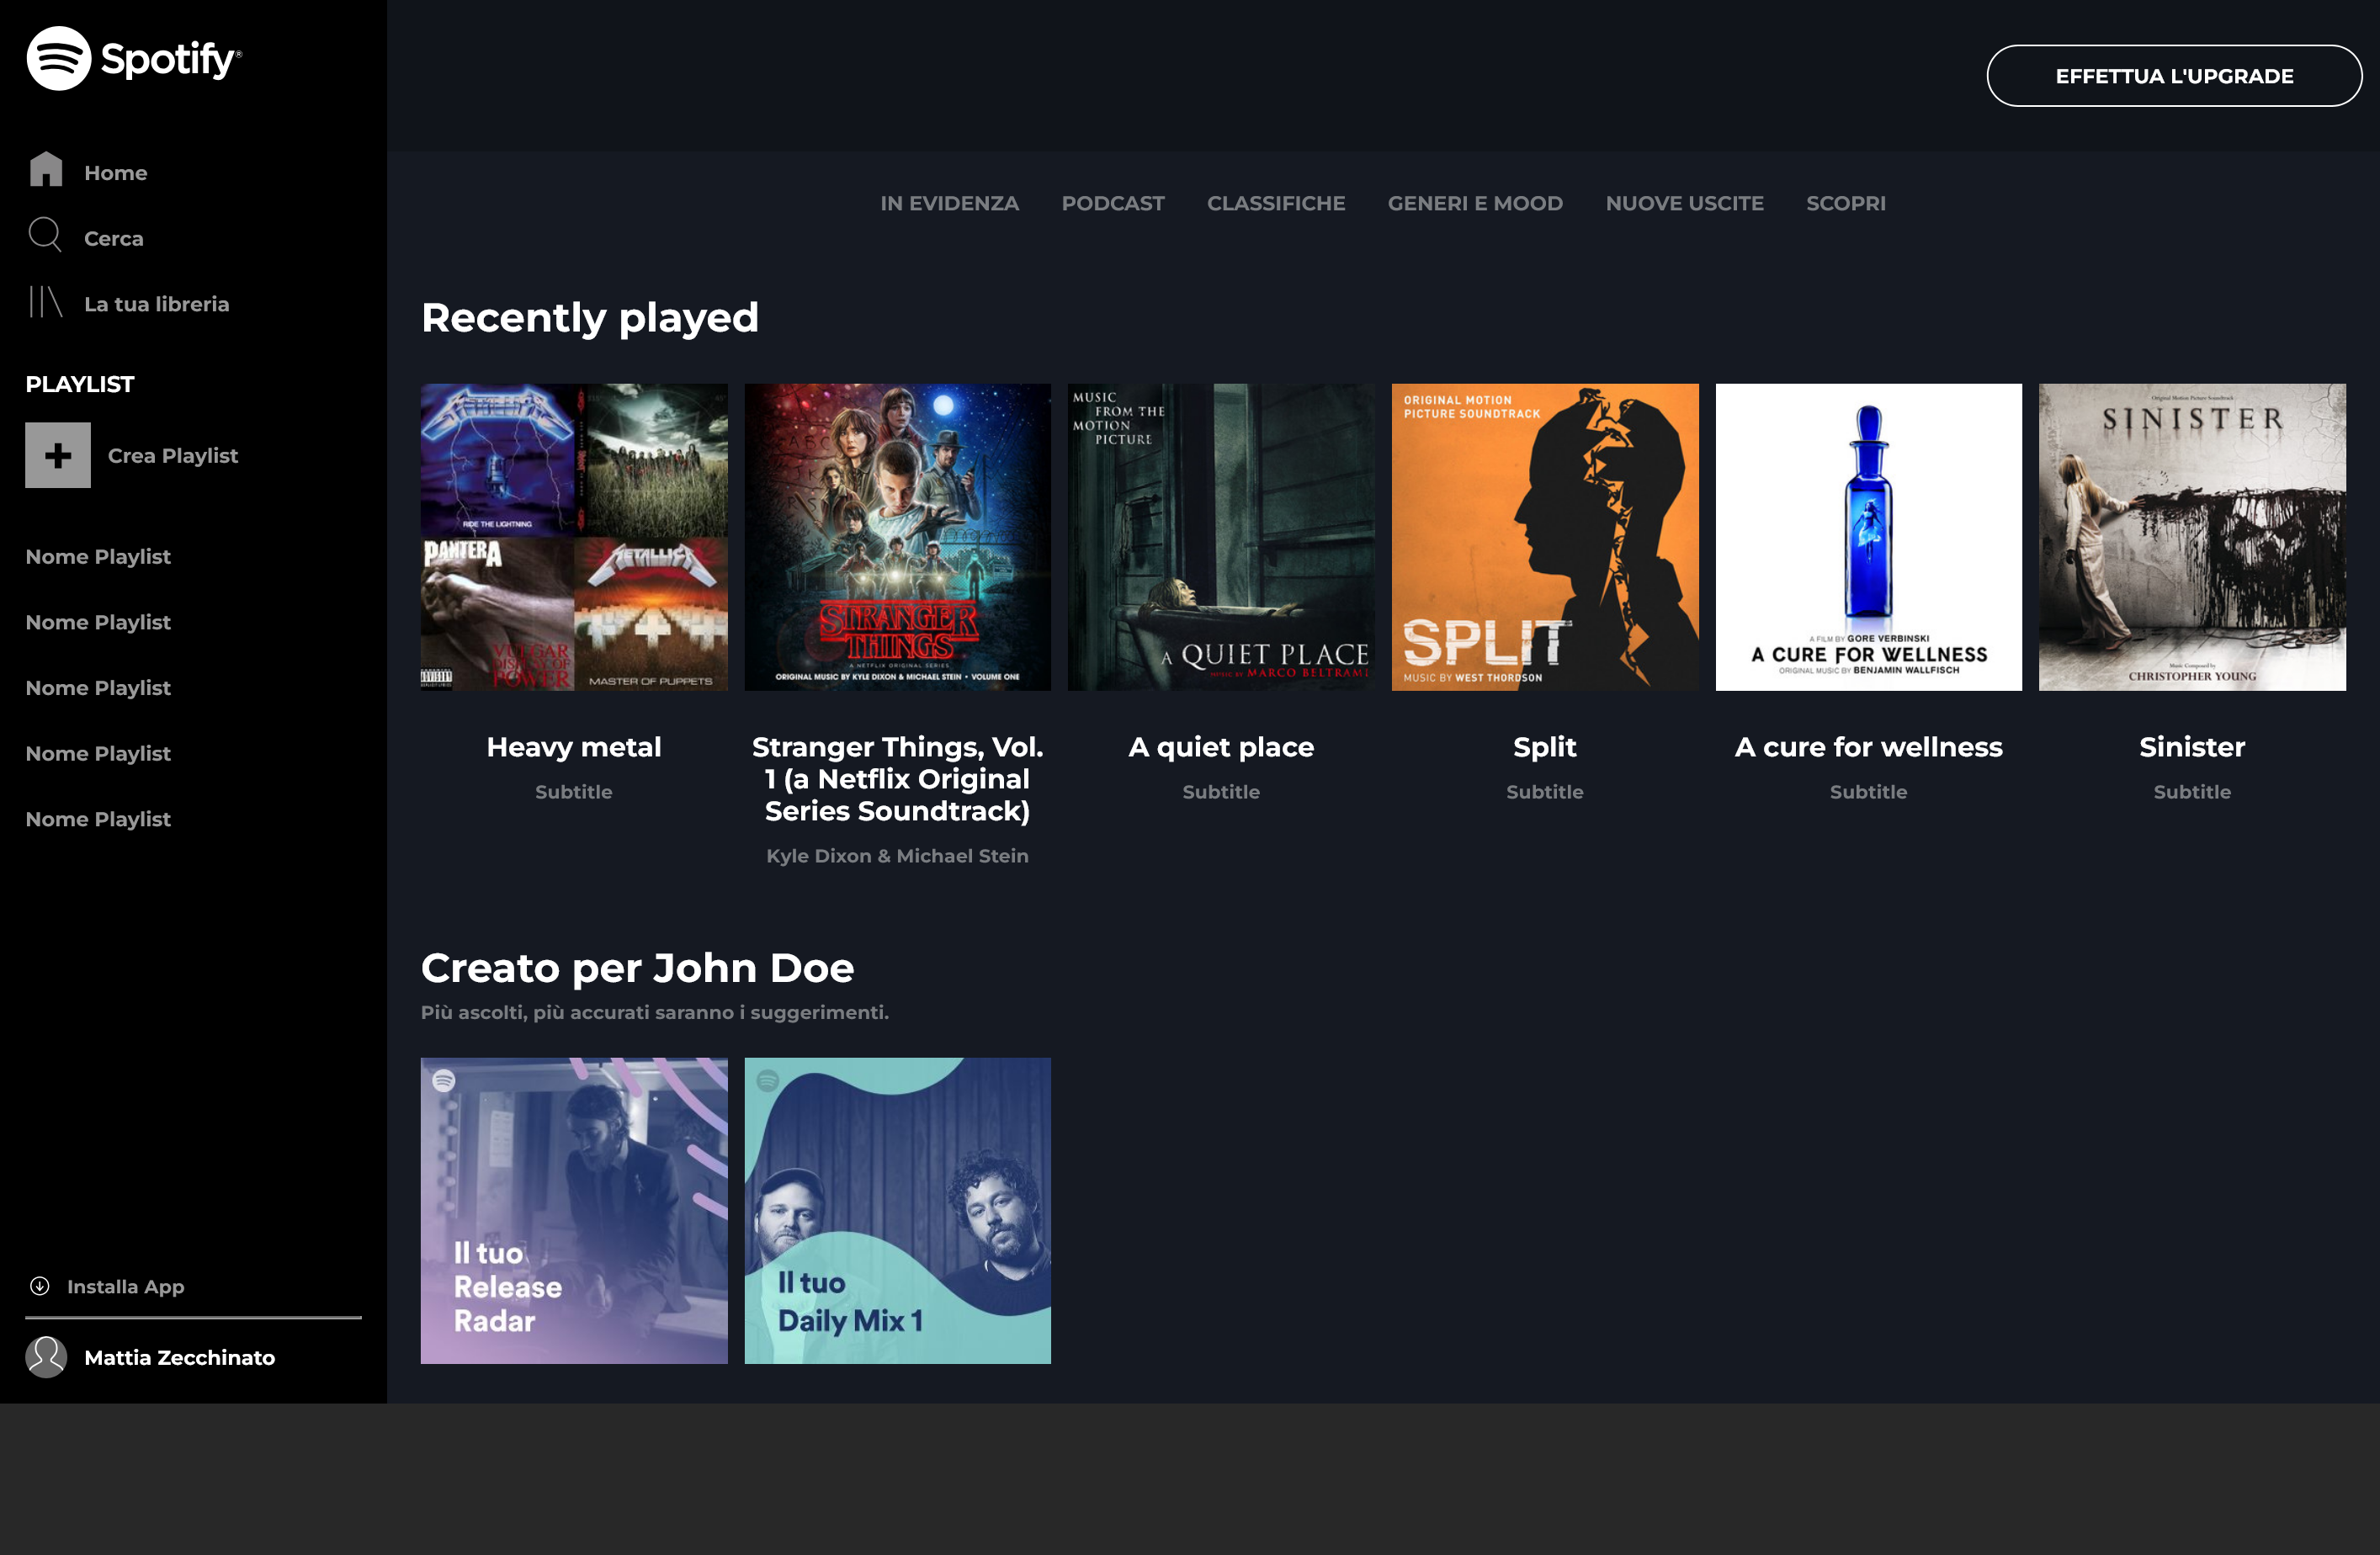 Spotify®
EFFETTUA L'UPGRADE
Home
Cerca
La tua libreria
PLAYLIST
Crea Playlist
Nome Playlist
Nome Playlist
Nome Playlist
Nome Playlist
Nome Playlist
Installa App
Mattia Zecchinato
IN EVIDENZA PODCAST CLASSIFICHE GENERI E MOOD NUOVE USCITE SCOPRI
Recently played
METALLICA
RIDE THE LIGHTNING
PANTERA
VULGAR
DISPLAY OF
POWER
METALLICA
MASTER OF PUPPETS
STRANGER
THINGS
A NETFLIX ORIGINAL SERIES
ORIGINAL MUSIC BY KYLE DIXON & MICHAEL STEIN • VOLUME ONE
MUSIC
FROM THE
MOTION
PICTURE
A QUIET PLACE
MUSIC BY MARCO BELTRAMI
ORIGINAL MOTION
PICTURE SOUNDTRACK
SPLIT
MUSIC BY WEST THORDSON
A FILM BY GORE VERBINSKI
A CURE FOR WELLNESS
ORIGINAL MUSIC BY BENJAMIN WALLFISCH
Original Motion Picture Soundtrack
SINISTER
Music Composed by
CHRISTOPHER YOUNG
Heavy metal
Subtitle
Stranger Things, Vol.
1 (a Netflix Original
Series Soundtrack)
Kyle Dixon & Michael Stein
A quiet place
Subtitle
Split
Subtitle
A cure for wellness
Subtitle
Sinister
Subtitle
Creato per John Doe
Più ascolti, più accurati saranno i suggerimenti.
Il tuo
Release
Radar
Il tuo
Daily Mix 1